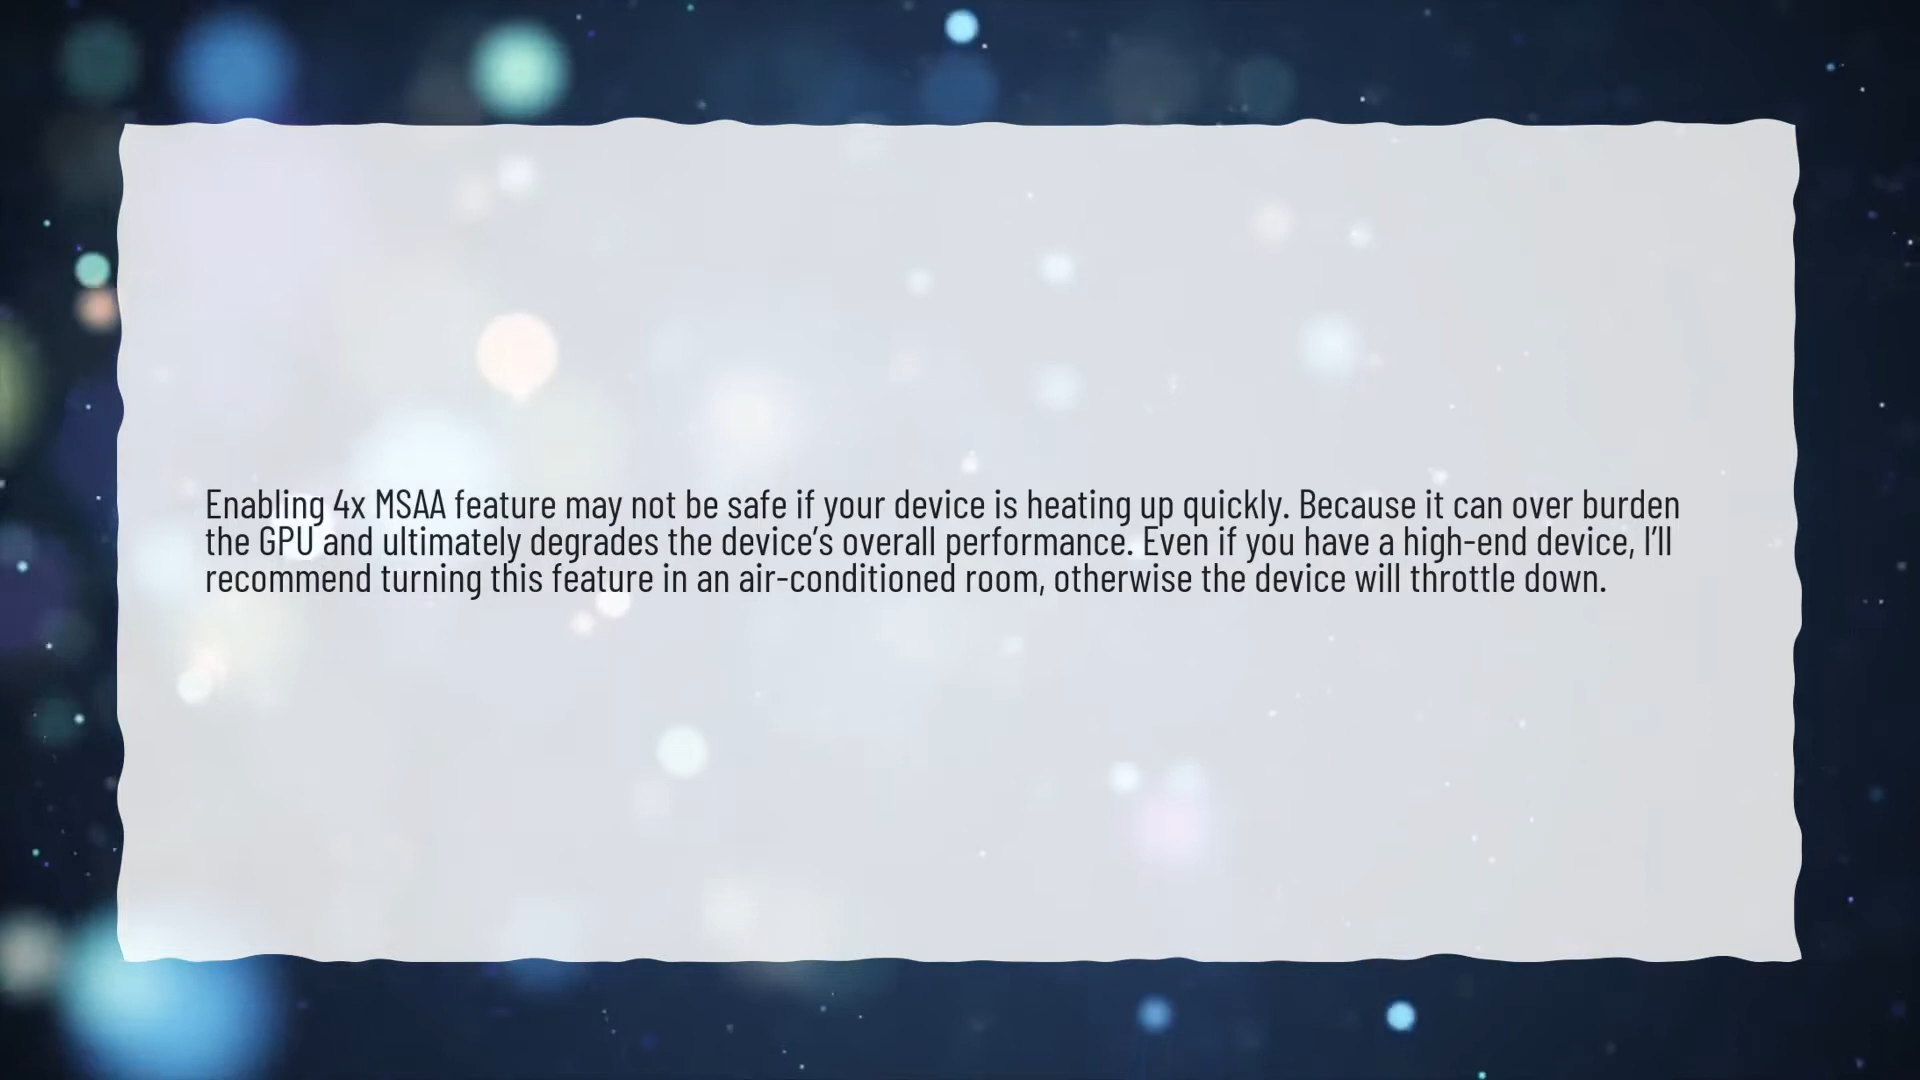 Enabling 4x MSAA feature may not be safe if your device is heating up quickly. Because it can over burden
the GPU and ultimately degrades the device’s overall performance. Even if you have a high-end device, I’ll
recommend turning this feature in an air-conditioned room, otherwise the device will throttle down.